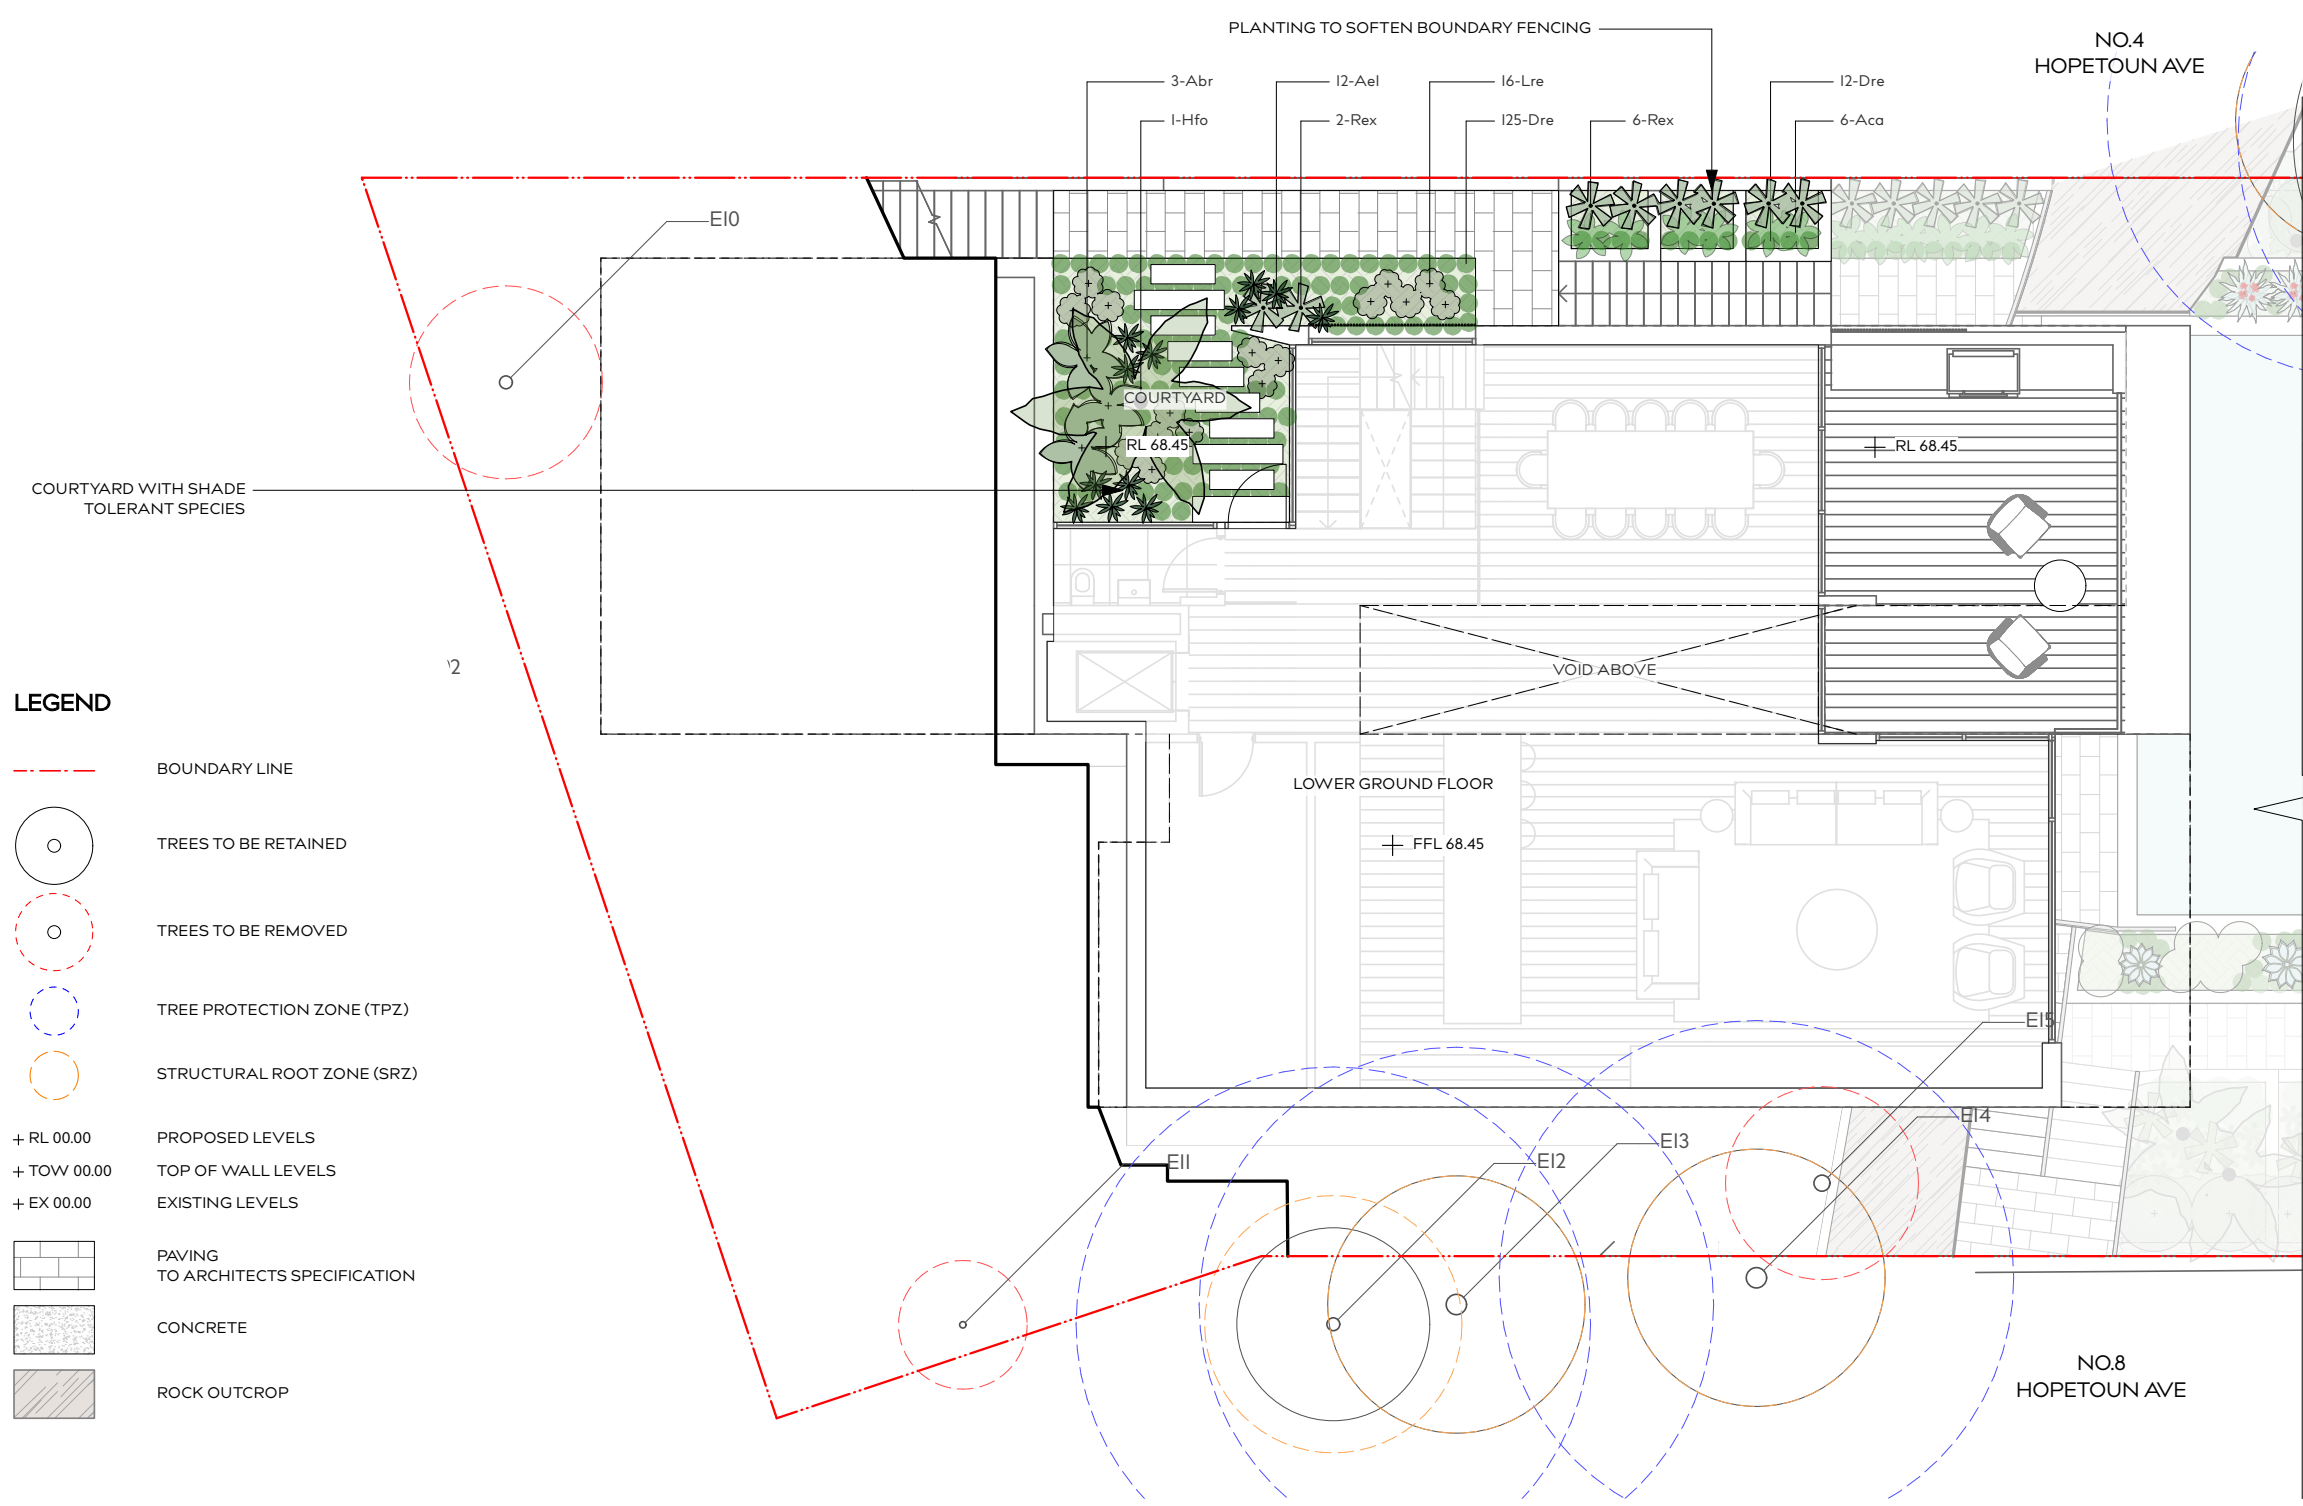 PLANTING TO SOFTEN BOUNDARY FENCING
NO.4
HOPETOUN AVE
3-Abr
12-Ael
16-Lre
12-Dre
1-Hfo
2-Rex
125-Dre
6-Rex
6-Aca
E10
COURTYARD
RL 68.45
RL 68.45
COURTYARD WITH SHADE
TOLERANT SPECIES
VOID ABOVE
LOWER GROUND FLOOR
FFL 68.45
E15
E14
E13
E12
E11
NO.8
HOPETOUN AVE
2
LEGEND
BOUNDARY LINE
TREES TO BE RETAINED
TREES TO BE REMOVED
TREE PROTECTION ZONE (TPZ)
STRUCTURAL ROOT ZONE (SRZ)
+ RL 00.00 PROPOSED LEVELS
+ TOW 00.00 TOP OF WALL LEVELS
+ EX 00.00 EXISTING LEVELS
PAVING
TO ARCHITECTS SPECIFICATION
CONCRETE
ROCK OUTCROP